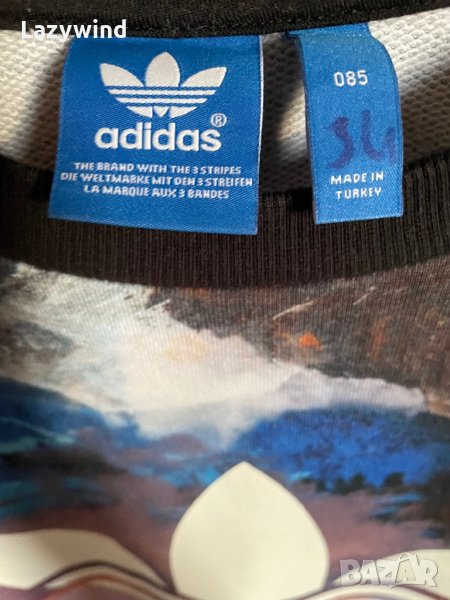 Lazywind
adidas®
THE BRAND WITH THE 3 STRIPES
DIE WELTMARKE MIT DEN 3 STREIFEN
LA MARQUE AUX 3 BANDES
085
36
MADE IN
TURKEY
BAZAR